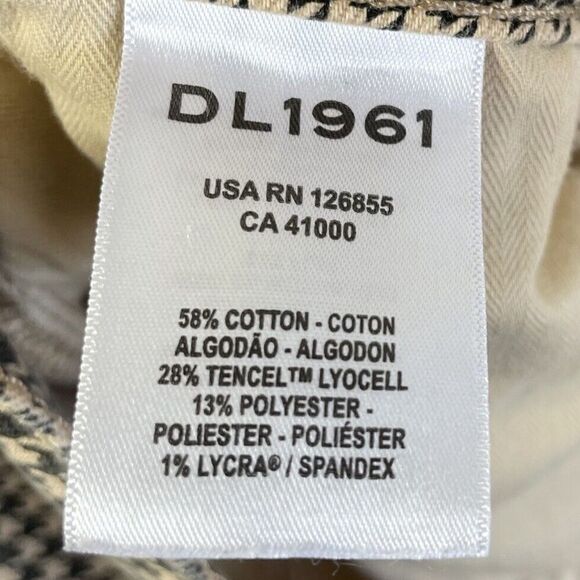 DL1961
USA RN 126855
CA 41000
58% COTTON - COTON
ALGODÃO - ALGODON
28% TENCEL™ LYOCELL
13% POLYESTER -
POLIESTER - POLIÉSTER
1% LYCRA® / SPANDEX